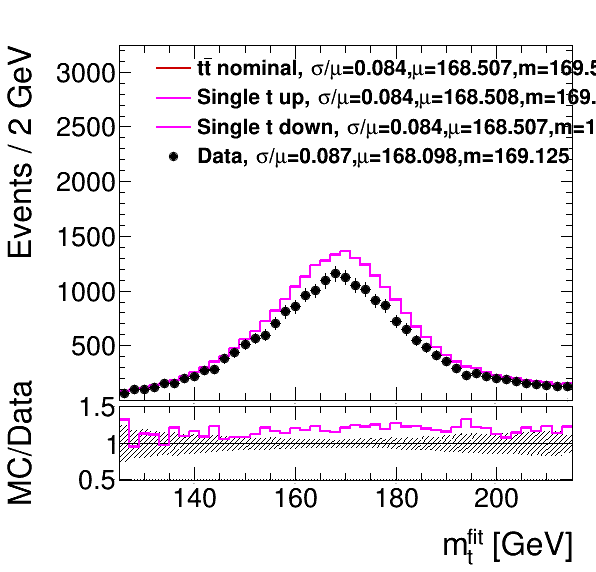 tt̄ nominal, σ/μ=0.084,μ=168.507,m=169.5
Single t up, σ/μ=0.084,μ=168.508,m=169.
Single t down, σ/μ=0.084,μ=168.507,m=1
Data, σ/μ=0.087,μ=168.098,m=169.125
Events / 2 GeV
3000
2500
2000
1500
1000
500
MC/Data
1.5
1
0.5
140
160
180
200
m_t^fit [GeV]